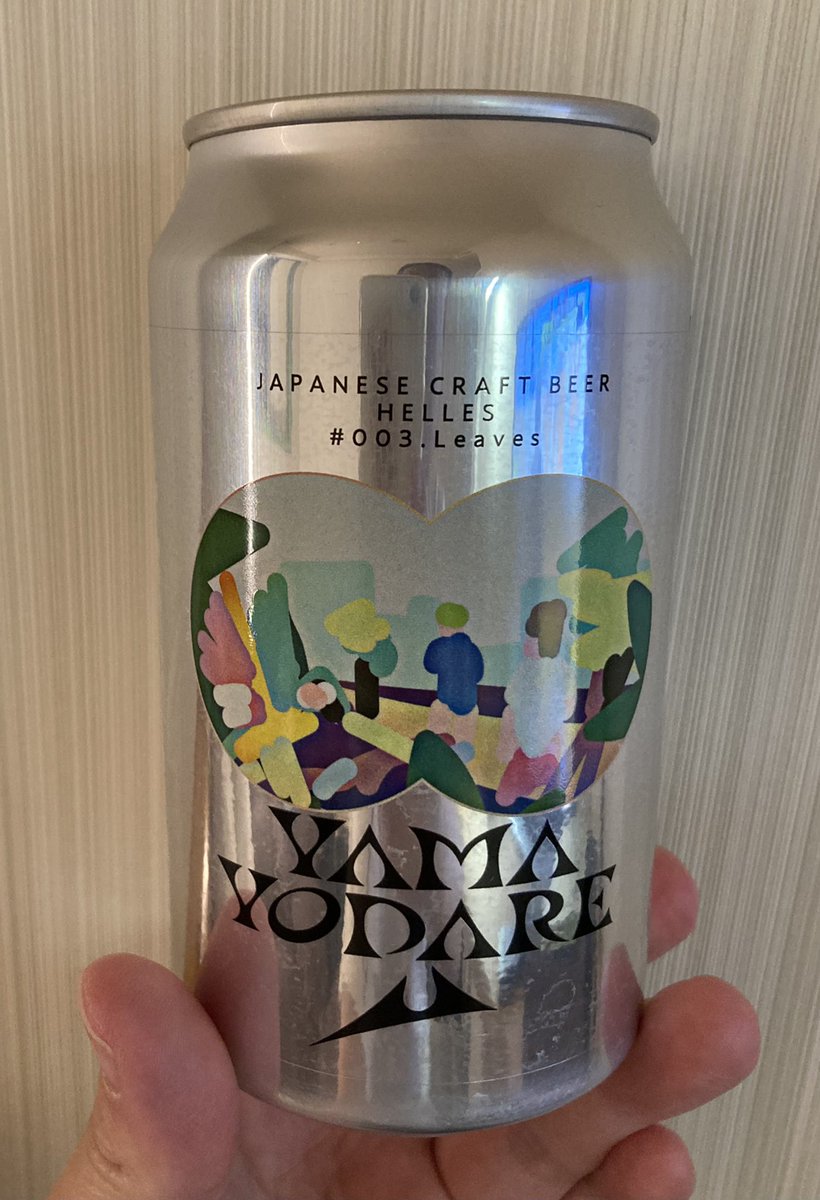 JAPANESE CRAFT BEER
HELLES
#003.Leaves
YAMA
YODARE